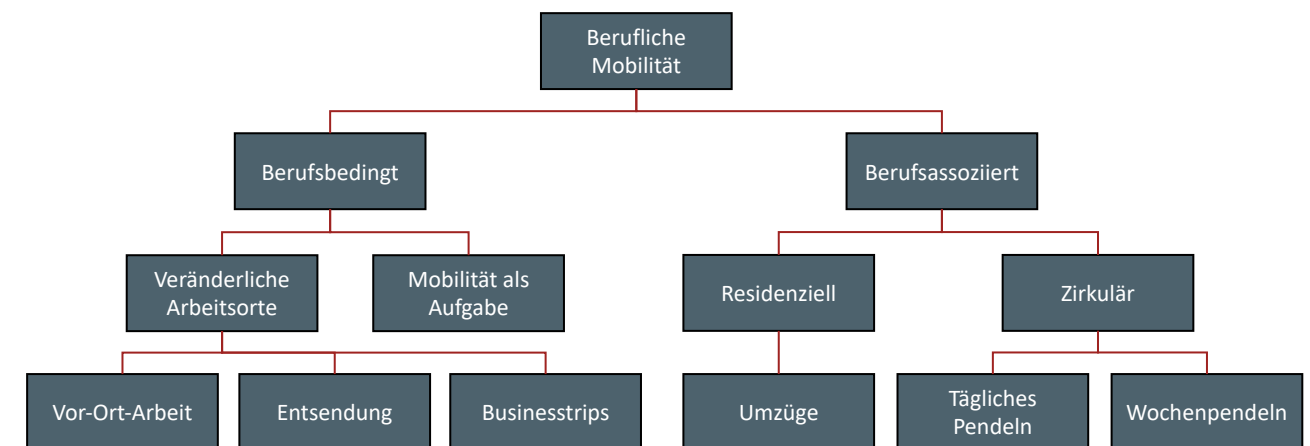 Berufliche
Mobilität
Berufsbedingt
Berufsassoziiert
Veränderliche
Arbeitsorte
Mobilität als
Aufgabe
Residenziell
Zirkulär
Vor-Ort-Arbeit
Entsendung
Businesstrips
Umzüge
Tägliches
Pendeln
Wochenpendeln